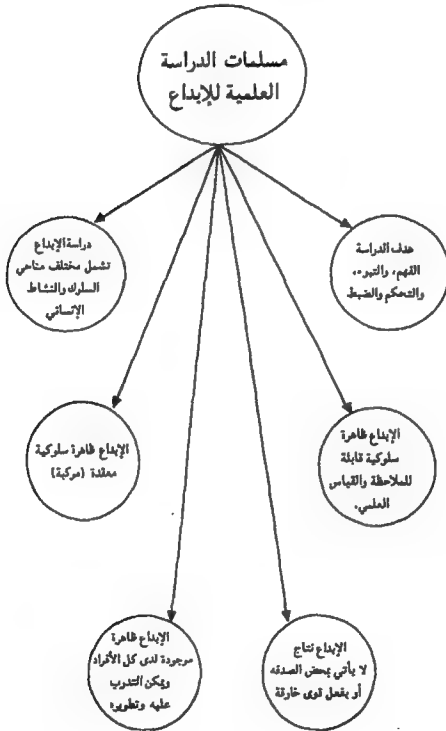 مسلمات الدراسة
العلمية للإبداع
هدف الدراسة
الفهم، والتبوء،
والتحكم والضبط
دراسة الإبداع
تشمل مختلف مناحي
السلوك والنشاط
الإنساني
الإبداع ظاهرة
سلوكية قابلة
للملاحظة والقياس
العلمي.
الإبداع ظاهرة سلوكية
معقدة (مركبة)
الإبداع نتاج
لا يأتي بمحض الصدفه
أو بفعل قوى خارقة
الإبداع ظاهرة
موجودة لدى كل الأفراد
ويمكن التدرب
عليه وتطويره